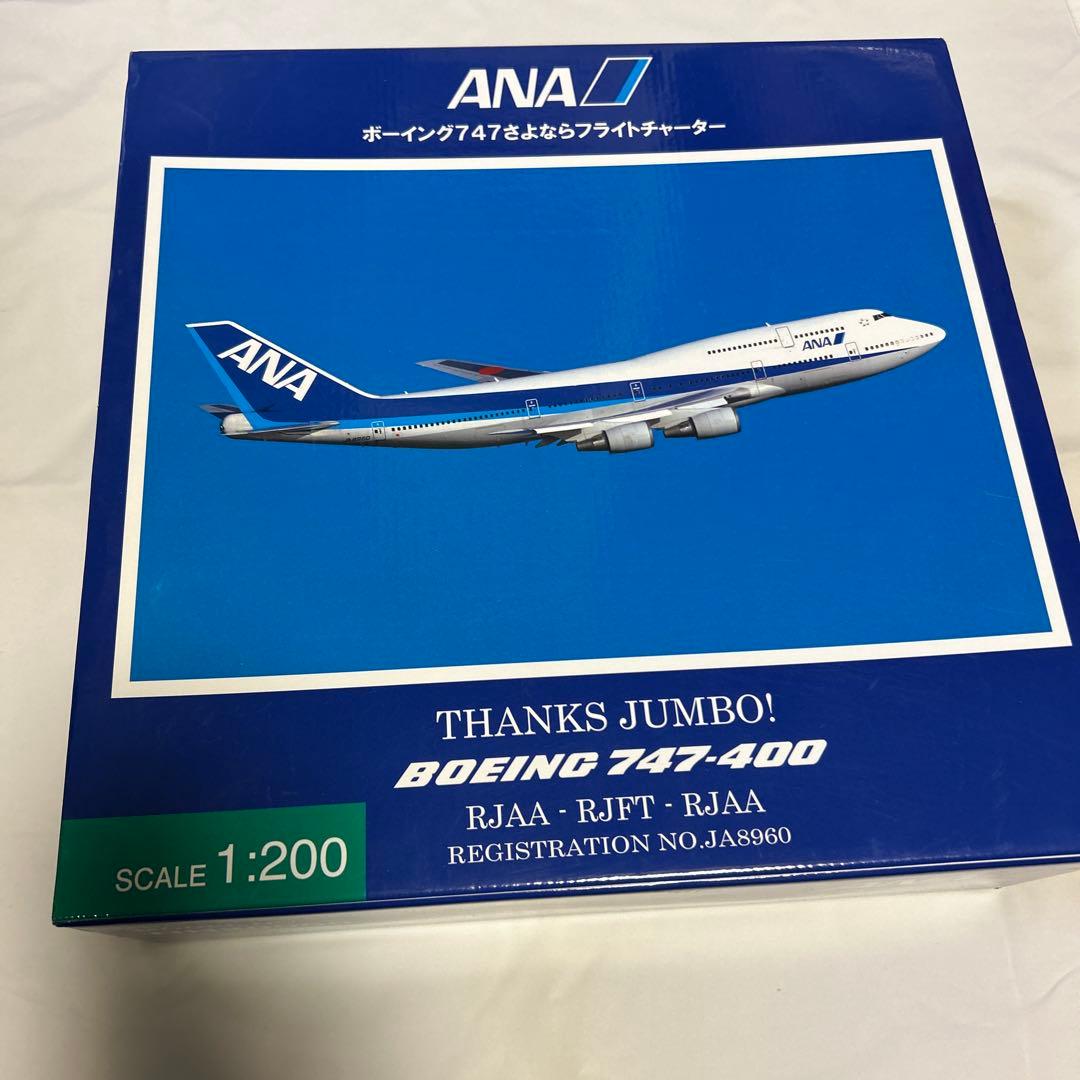 ANA
ボーイング747さよならフライトチャーター
ANA
ANA
THANKS JUMBO!
BOEING 747-400
RJAA - RJFT - RJAA
REGISTRATION NO.JA8960
SCALE 1:200